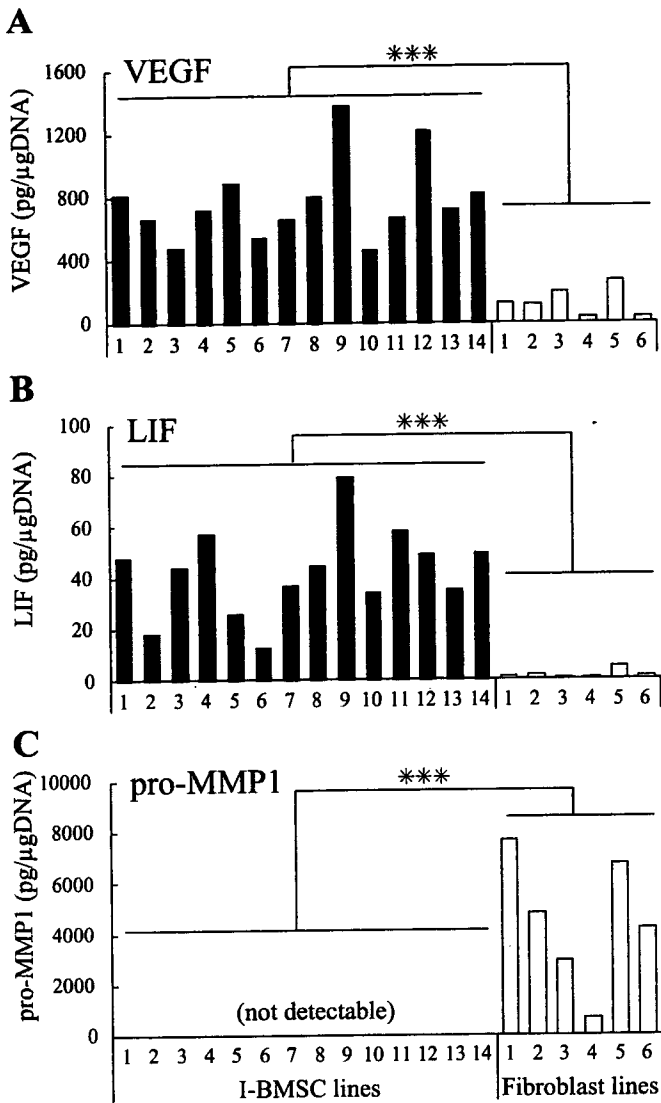 A
VEGF
***
VEGF (pg/μgDNA)
1600
1200
800
400
0
1 2 3 4 5 6 7 8 9 10 11 12 13 14 1 2 3 4 5 6
B
LIF
***
LIF (pg/μgDNA)
100
80
60
40
20
0
1 2 3 4 5 6 7 8 9 10 11 12 13 14 1 2 3 4 5 6
C
pro-MMP1
***
pro-MMP1 (pg/μgDNA)
10000
8000
6000
4000
2000
0
(not detectable)
1 2 3 4 5 6 7 8 9 10 11 12 13 14 1 2 3 4 5 6
I-BMSC lines Fibroblast lines